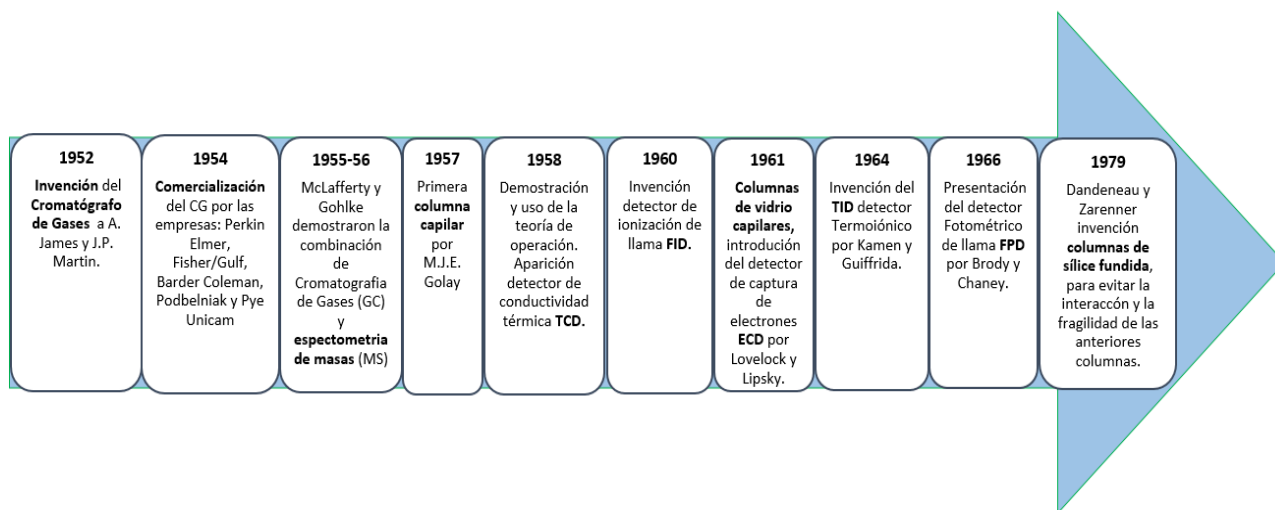 1952
Invención del
Cromatógrafo
de Gases a A.
James y J.P.
Martin.
1954
Comercialización
del CG por las
empresas: Perkin
Elmer,
Fisher/Gulf,
Barder Coleman,
Podbelniak y Pye
Unicam
1955-56
McLafferty y
Gohlke
demostraron la
combinación
de
Cromatografia
de Gases (GC)
y
espectometria
de masas (MS)
1957
Primera
columna
capilar
por
M.J.E.
Golay
1958
Demostración
y uso de la
teoría de
operación.
Aparición
detector de
conductividad
térmica TCD.
1960
Invención
detector de
ionización de
llama FID.
1961
Columnas
de vidrio
capilares,
introducción
del detector
de captura
de
electrones
ECD por
Lovelock y
Lipsky.
1964
Invención del
TID detector
Termoiónico
por Kamen y
Guiffrida.
1966
Presentación
del detector
Fotométrico
de llama FPD
por Brody y
Chaney.
1979
Dandeneau y
Zarenner
invención
columnas de
sílice fundida,
para evitar la
interaccón y la
fragilidad de las
anteriores
columnas.